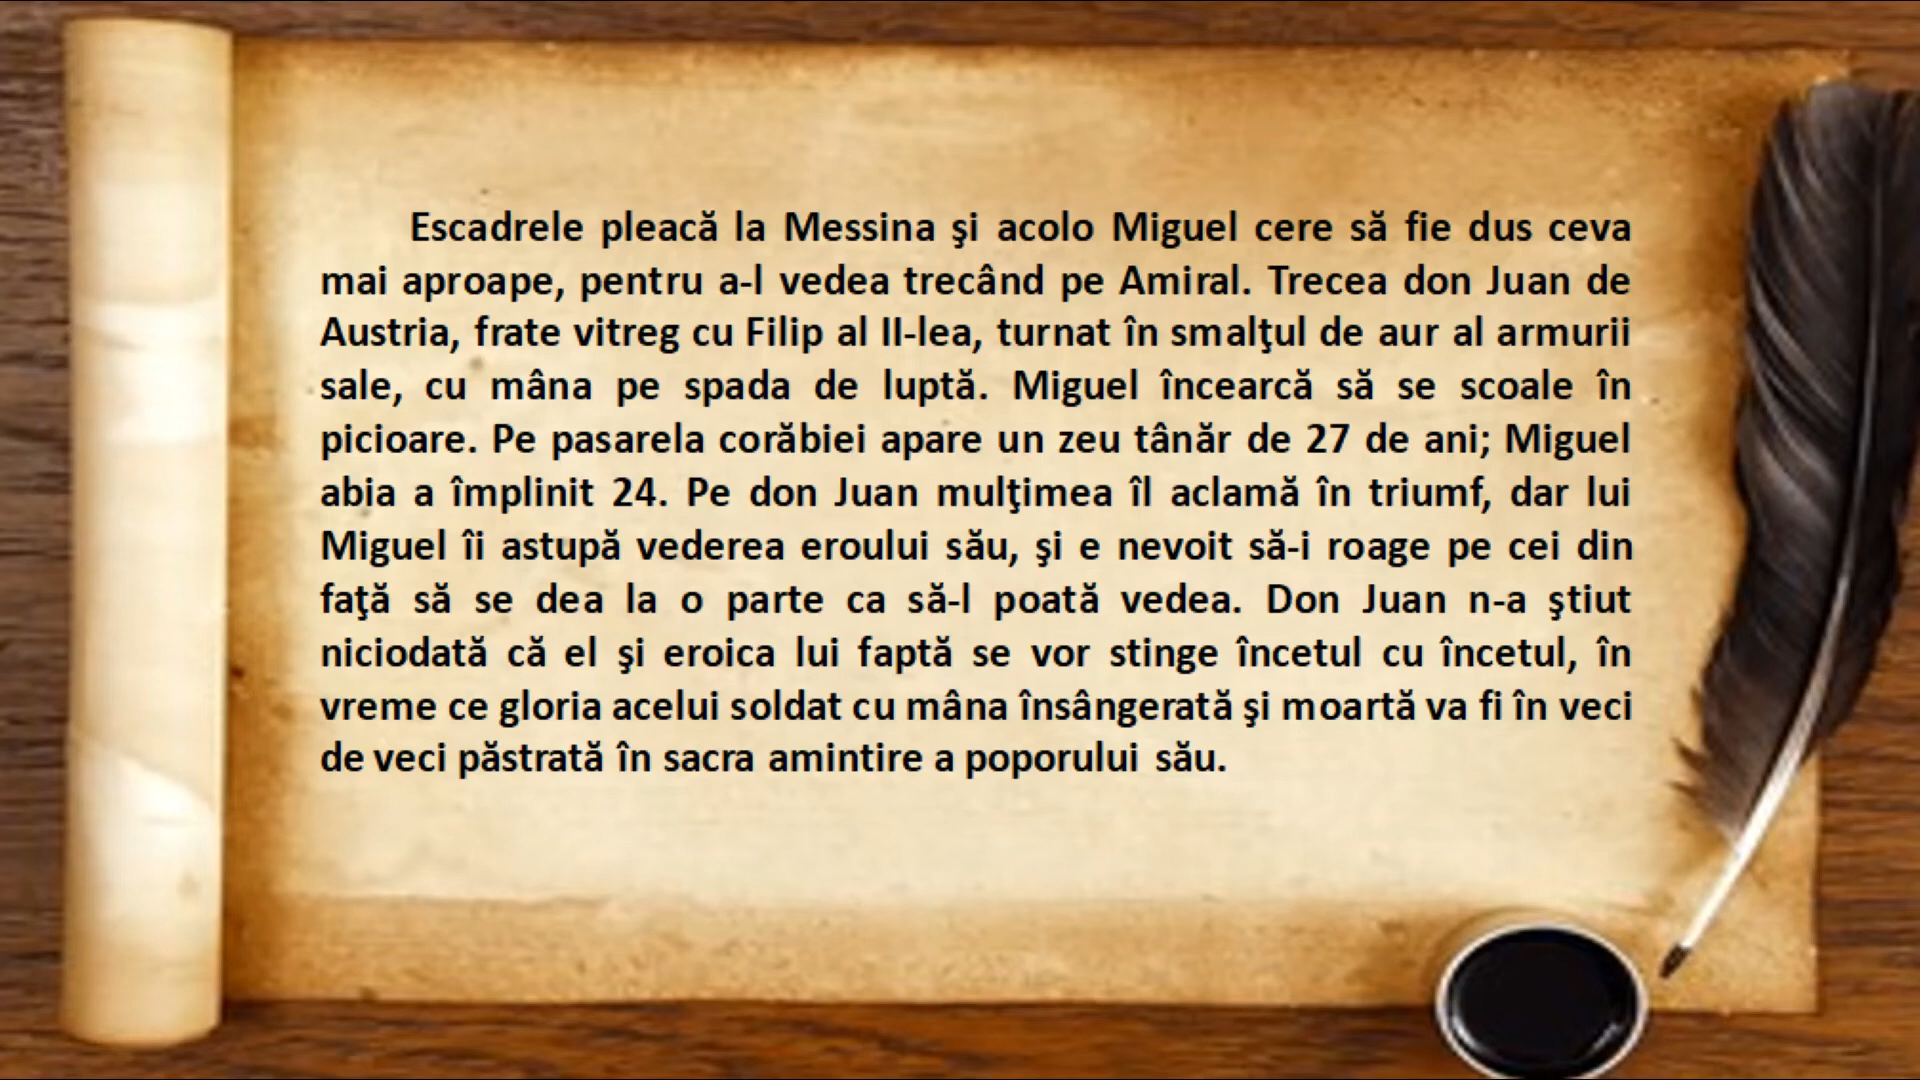 Escadrele pleacă la Messina şi acolo Miguel cere să fie dus ceva
mai aproape, pentru a-l vedea trecând pe Amiral. Trecea don Juan de
Austria, frate vitreg cu Filip al II-lea, turnat în smalţul de aur al armurii
sale, cu mâna pe spada de luptă. Miguel încearcă să se scoale în
picioare. Pe pasarela corăbiei apare un zeu tânăr de 27 de ani; Miguel
abia a împlinit 24. Pe don Juan mulţimea îl aclamă în triumf, dar lui
Miguel îi astupă vederea eroului său, şi e nevoit să-i roage pe cei din
faţă să se dea la o parte ca să-l poată vedea. Don Juan n-a ştiut
niciodată că el şi eroica lui faptă se vor stinge încetul cu încetul, în
vreme ce gloria acelui soldat cu mâna însângerată şi moartă va fi în veci
de veci păstrată în sacra amintire a poporului său.